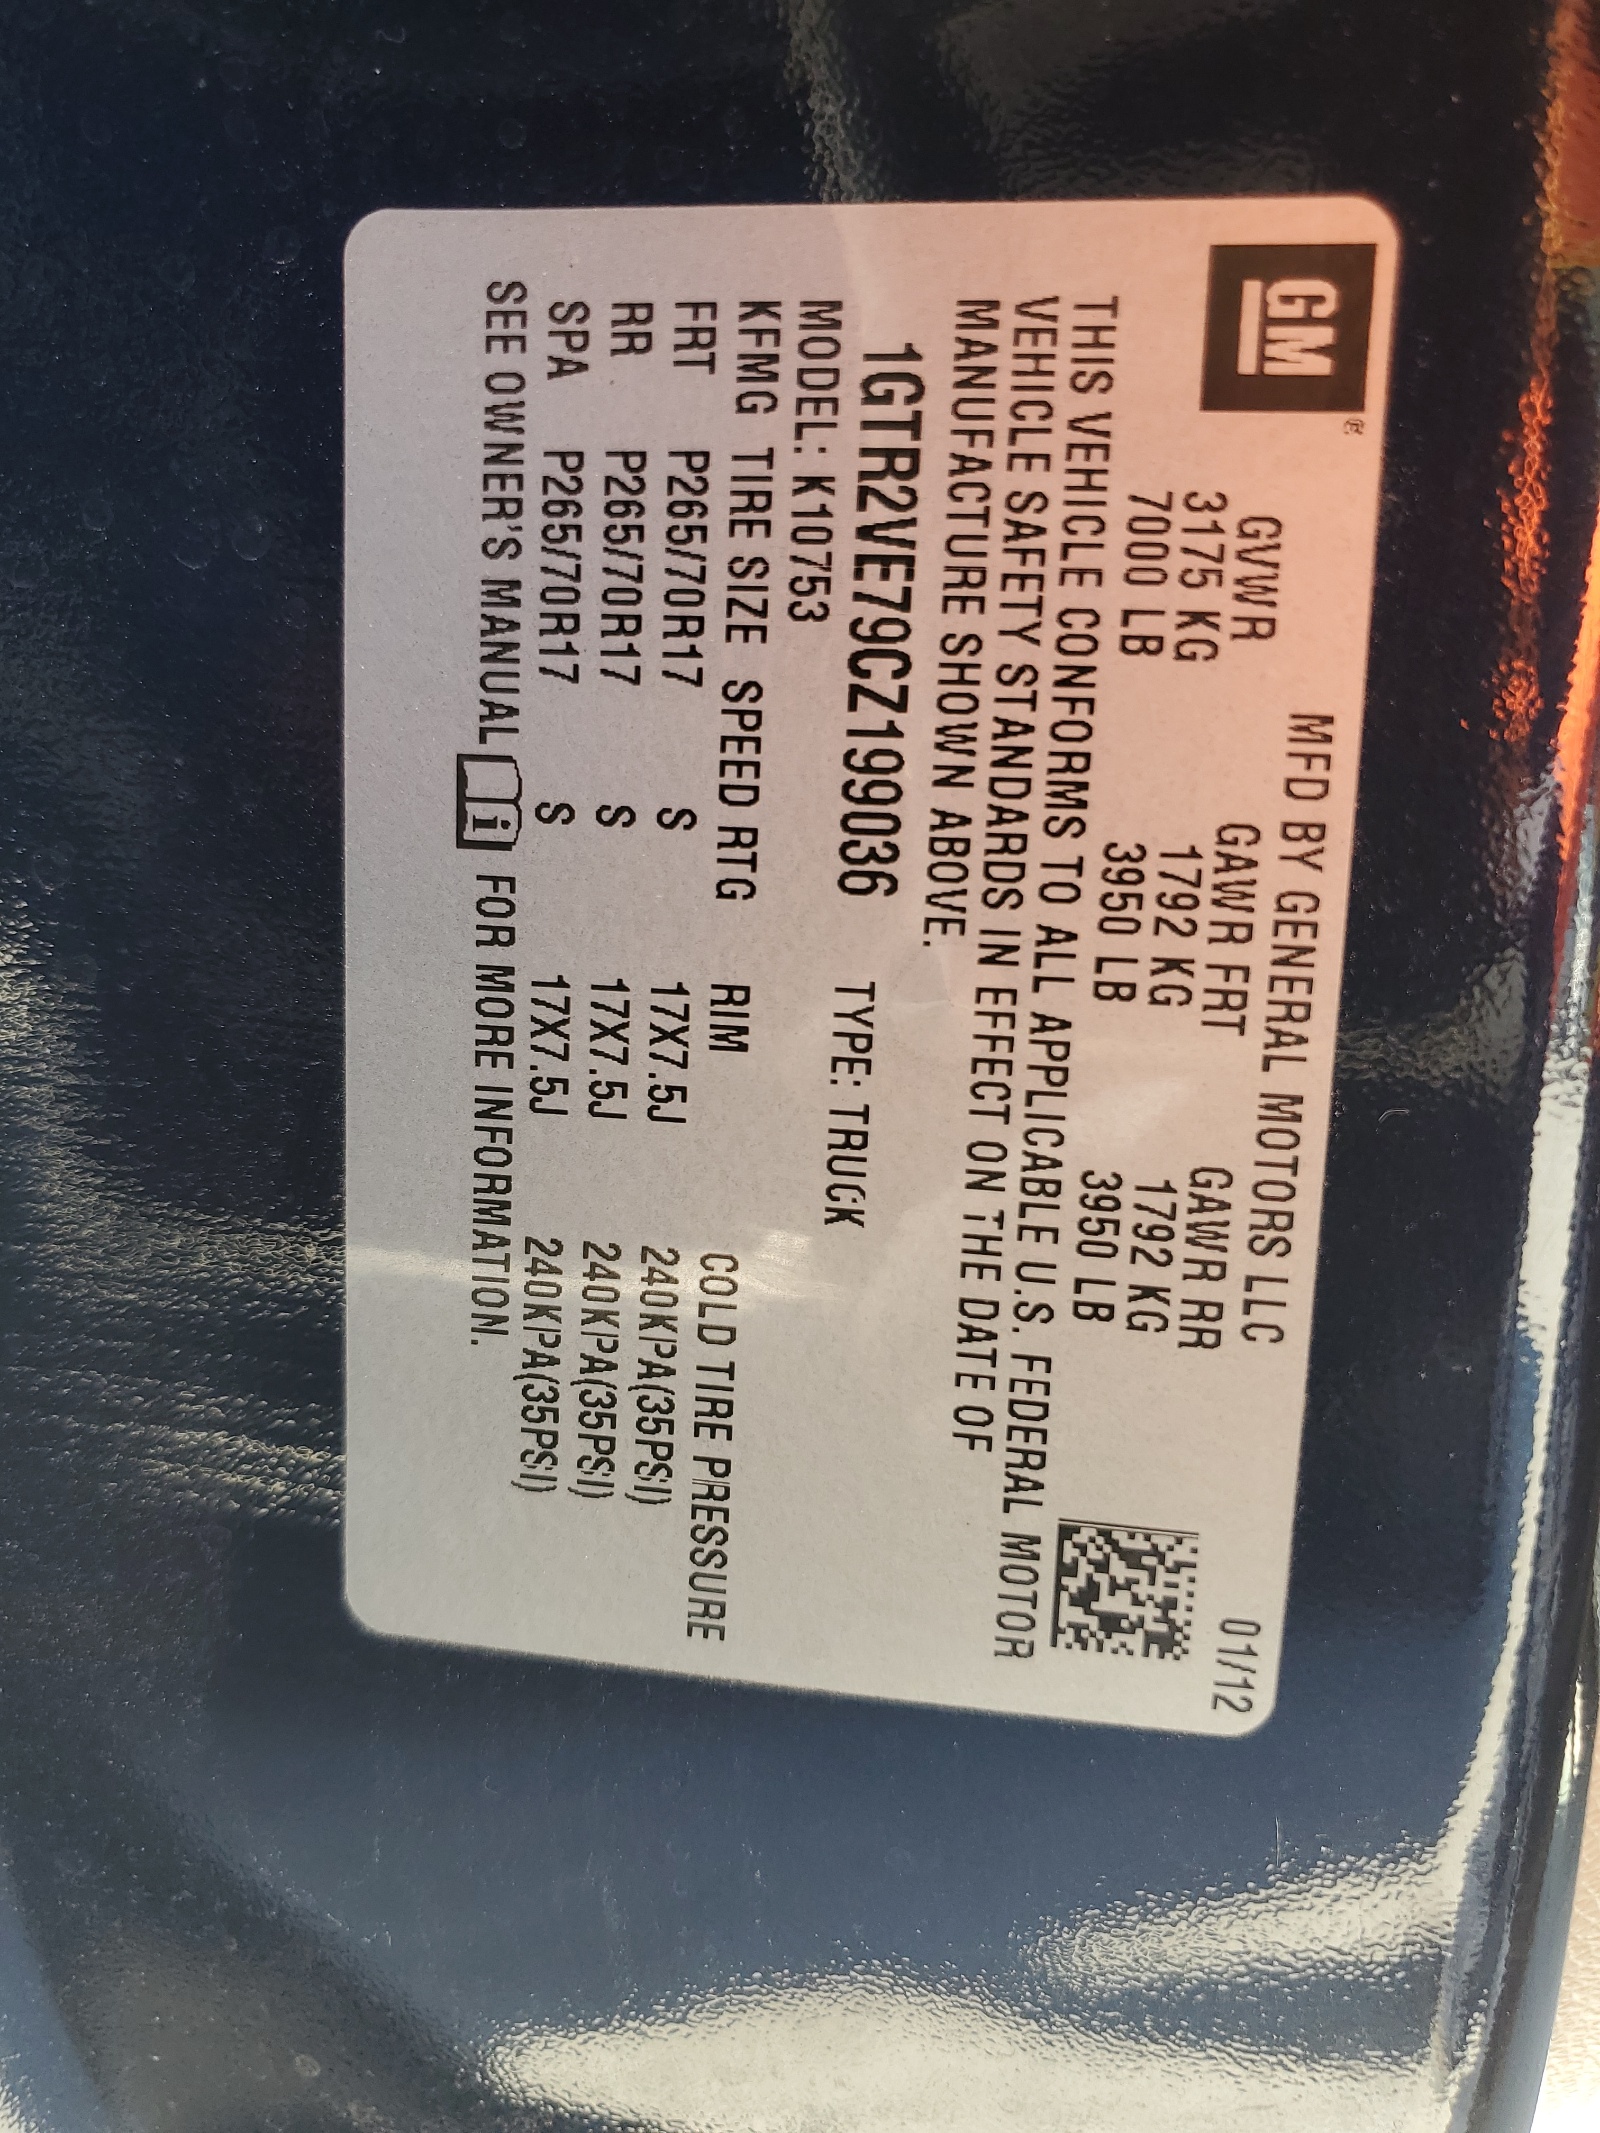 GM®
MFD BY GENERAL MOTORS LLC 01/12
GVWR GAWR FRT GAWR RR
3175 KG 1792 KG 1792 KG
7000 LB 3950 LB 3950 LB
THIS VEHICLE CONFORMS TO ALL APPLICABLE U.S. FEDERAL MOTOR
VEHICLE SAFETY STANDARDS IN EFFECT ON THE DATE OF
MANUFACTURE SHOWN ABOVE.
1GTR2VE79CZ199036 TYPE: TRUCK
MODEL: K10753
KFMG TIRE SIZE SPEED RTG RIM COLD TIRE PRESSURE
FRT P265/70R17 S 17X7.5J 240KPA(35PSI)
RR P265/70R17 S 17X7.5J 240KPA(35PSI)
SPA P265/70R17 S 17X7.5J 240KPA(35PSI)
SEE OWNER'S MANUAL i FOR MORE INFORMATION.